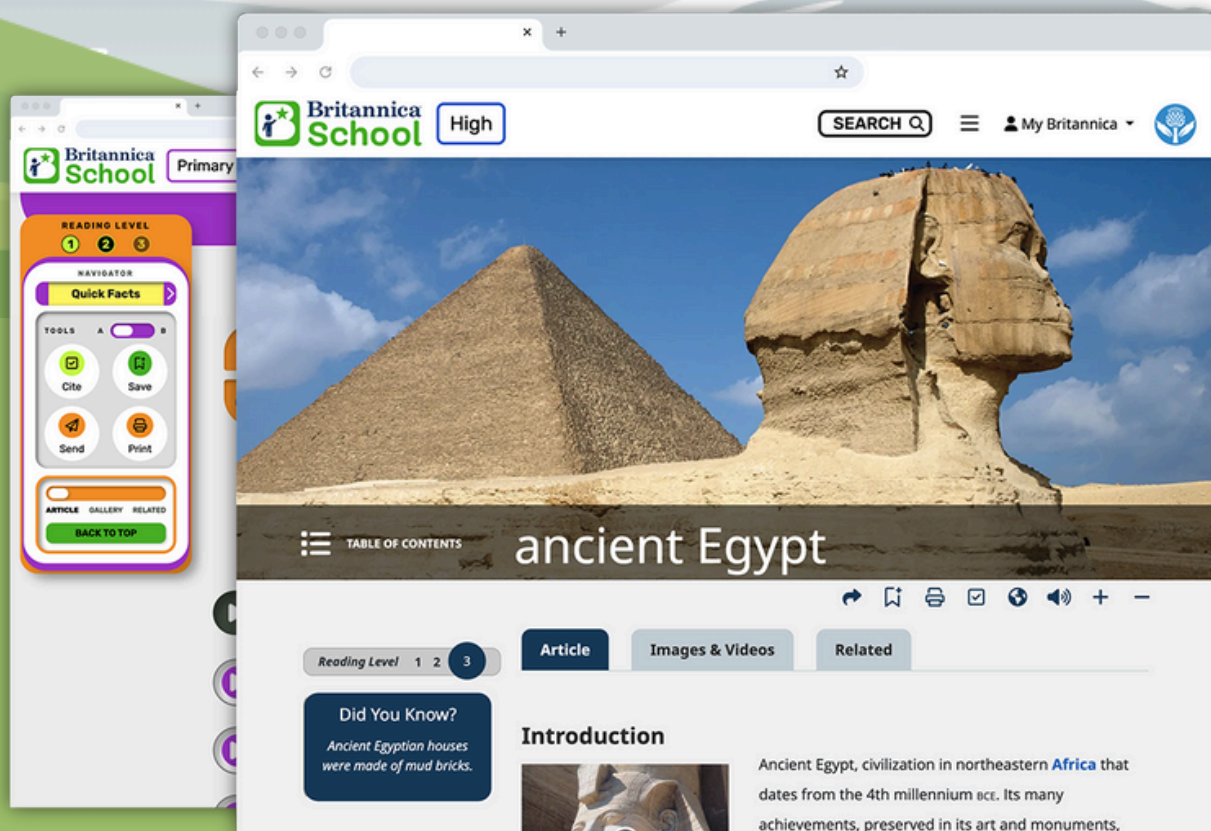 Britannica
School
Primary
READING LEVEL
1 2 3
NAVIGATOR
Quick Facts
TOOLS A B
Cite Save
Send Print
ARTICLE GALLERY RELATED
BACK TO TOP
Britannica
School
High
SEARCH
My Britannica
TABLE OF CONTENTS
ancient Egypt
Reading Level 1 2 3
Article Images & Videos Related
Did You Know?
Ancient Egyptian houses
were made of mud bricks.
Introduction
Ancient Egypt, civilization in northeastern Africa that
dates from the 4th millennium BCE. Its many
achievements, preserved in its art and monuments,